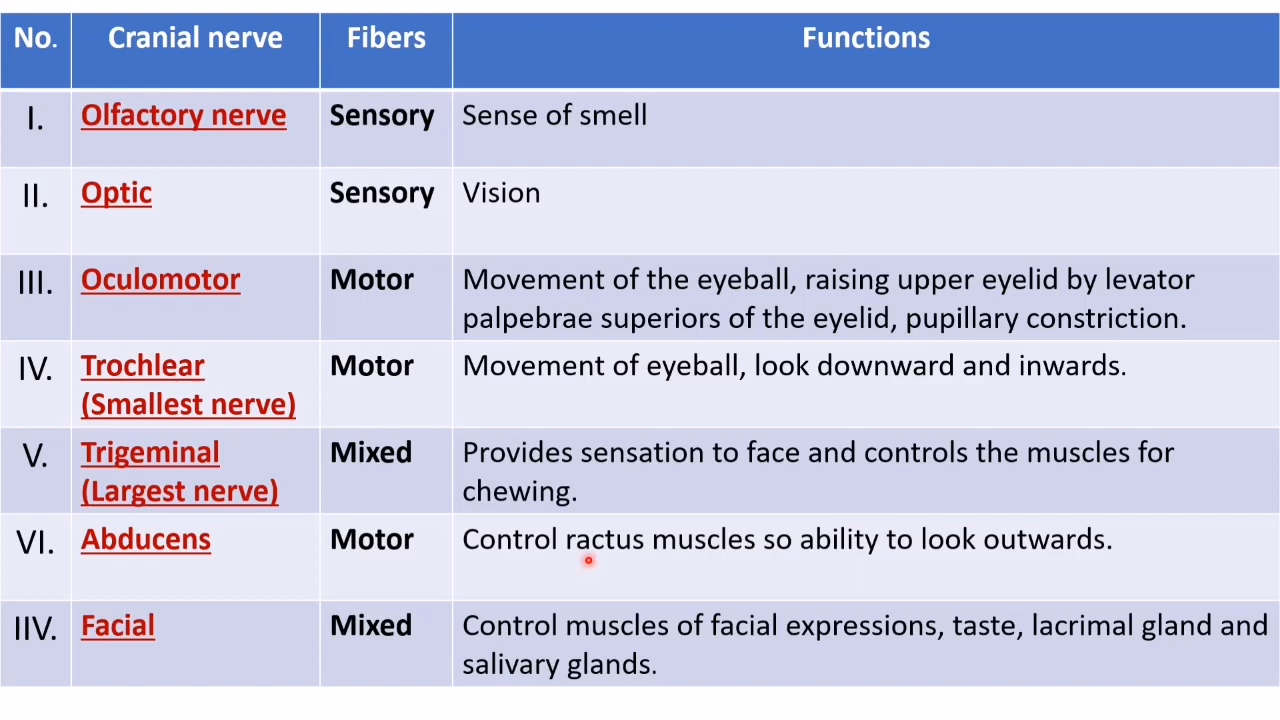 No. Cranial nerve Fibers Functions
I. Olfactory nerve Sensory Sense of smell
II. Optic Sensory Vision
III. Oculomotor Motor Movement of the eyeball, raising upper eyelid by levator
palpebrae superiors of the eyelid, pupillary constriction.
IV. Trochlear Motor Movement of eyeball, look downward and inwards.
(Smallest nerve)
V. Trigeminal Mixed Provides sensation to face and controls the muscles for
(Largest nerve) chewing.
VI. Abducens Motor Control ractus muscles so ability to look outwards.
IIV. Facial Mixed Control muscles of facial expressions, taste, lacrimal gland and
salivary glands.